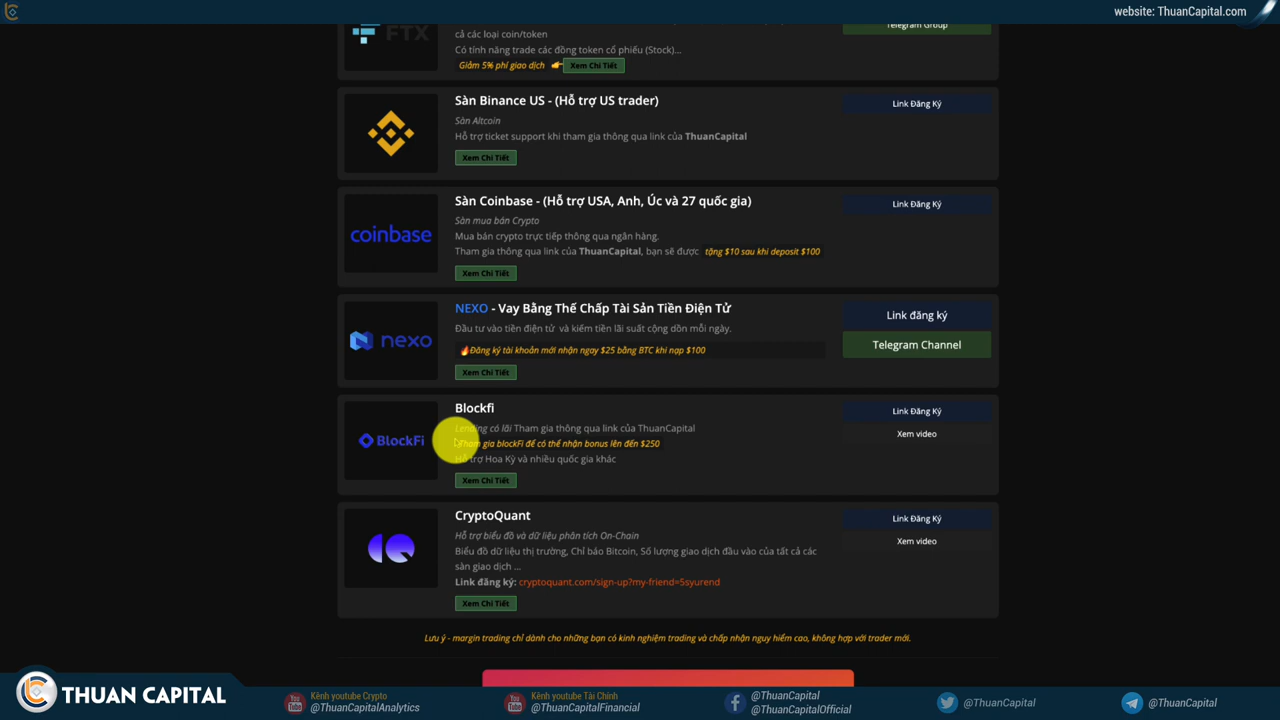 website: ThuanCapital.com
FTX
cả các loại coin/token
Có tính năng trade các đồng token cổ phiếu (Stock)...
Giảm 5% phí giao dịch 👉 Xem Chi Tiết
Telegram Group
Sàn Binance US - (Hỗ trợ US trader)
Sàn Altcoin
Hỗ trợ ticket support khi tham gia thông qua link của ThuanCapital
Xem Chi Tiết
Link Đăng Ký
coinbase
Sàn Coinbase - (Hỗ trợ USA, Anh, Úc và 27 quốc gia)
Sàn mua bán Crypto
Mua bán crypto trực tiếp thông qua ngân hàng.
Tham gia thông qua link của ThuanCapital, bạn sẽ được tặng $10 sau khi deposit $100
Xem Chi Tiết
Link Đăng Ký
nexo
NEXO - Vay Bằng Thế Chấp Tài Sản Tiền Điện Tử
Đầu tư vào tiền điện tử và kiếm tiền lãi suất cộng dồn mỗi ngày.
🔥Đăng ký tài khoản mới nhận ngay $25 bằng BTC khi nạp $100
Xem Chi Tiết
Link đăng ký
Telegram Channel
BlockFi
Blockfi
Lending có lãi Tham gia thông qua link của ThuanCapital
Tham gia blockFi để có thể nhận bonus lên đến $250
Hỗ trợ Hoa Kỳ và nhiều quốc gia khác
Xem Chi Tiết
Link Đăng Ký
Xem video
CryptoQuant
Hỗ trợ biểu đồ và dữ liệu phân tích On-Chain
Biểu đồ dữ liệu thị trường, Chỉ báo Bitcoin, Số lượng giao dịch đầu vào của tất cả các
sàn giao dịch ...
Link đăng ký: cryptoquant.com/sign-up?my-friend=5syurend
Xem Chi Tiết
Link Đăng Ký
Xem video
Lưu ý - margin trading chỉ dành cho những bạn có kinh nghiệm trading và chấp nhận nguy hiểm cao, không hợp với trader mới.
THUAN CAPITAL
Kênh youtube Crypto
@ThuanCapitalAnalytics
Kênh youtube Tài Chính
@ThuanCapitalFinancial
@ThuanCapital
@ThuanCapitalOfficial
@ThuanCapital
@ThuanCapital